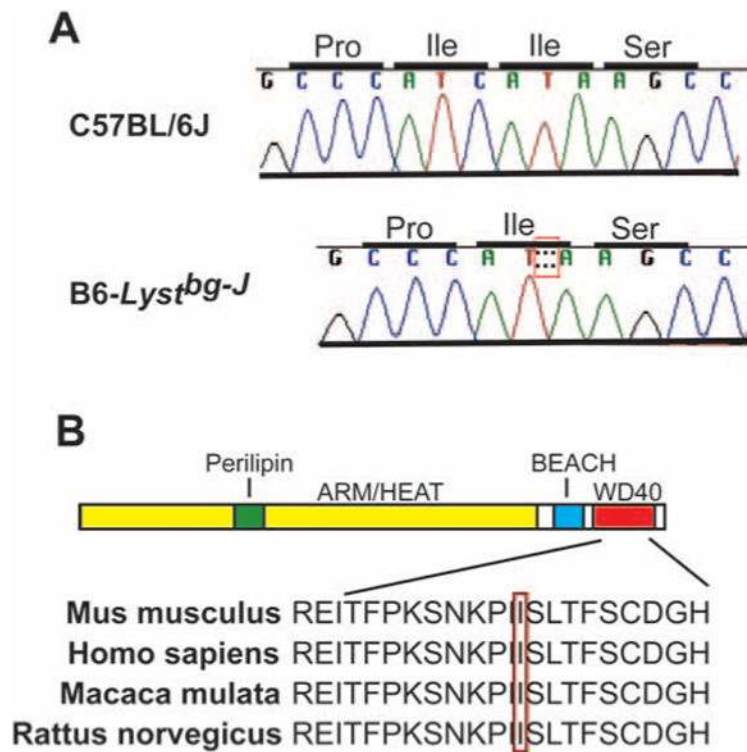 A
Pro Ile Ile Ser
G C C C A T C A T A A G C C
C57BL/6J
Pro Ile Ser
G C C C A T A A G C C
B6-Lystbg-J
B
Perilipin
BEACH
ARM/HEAT
WD40
Mus musculus REITFPKSNKPIISLTFSCDGH
Homo sapiens REITFPKSNKPIISLTFSCDGH
Macaca mulata REITFPKSNKPIISLTFSCDGH
Rattus norvegicus REITFPKSNKPIISLTFSCDGH